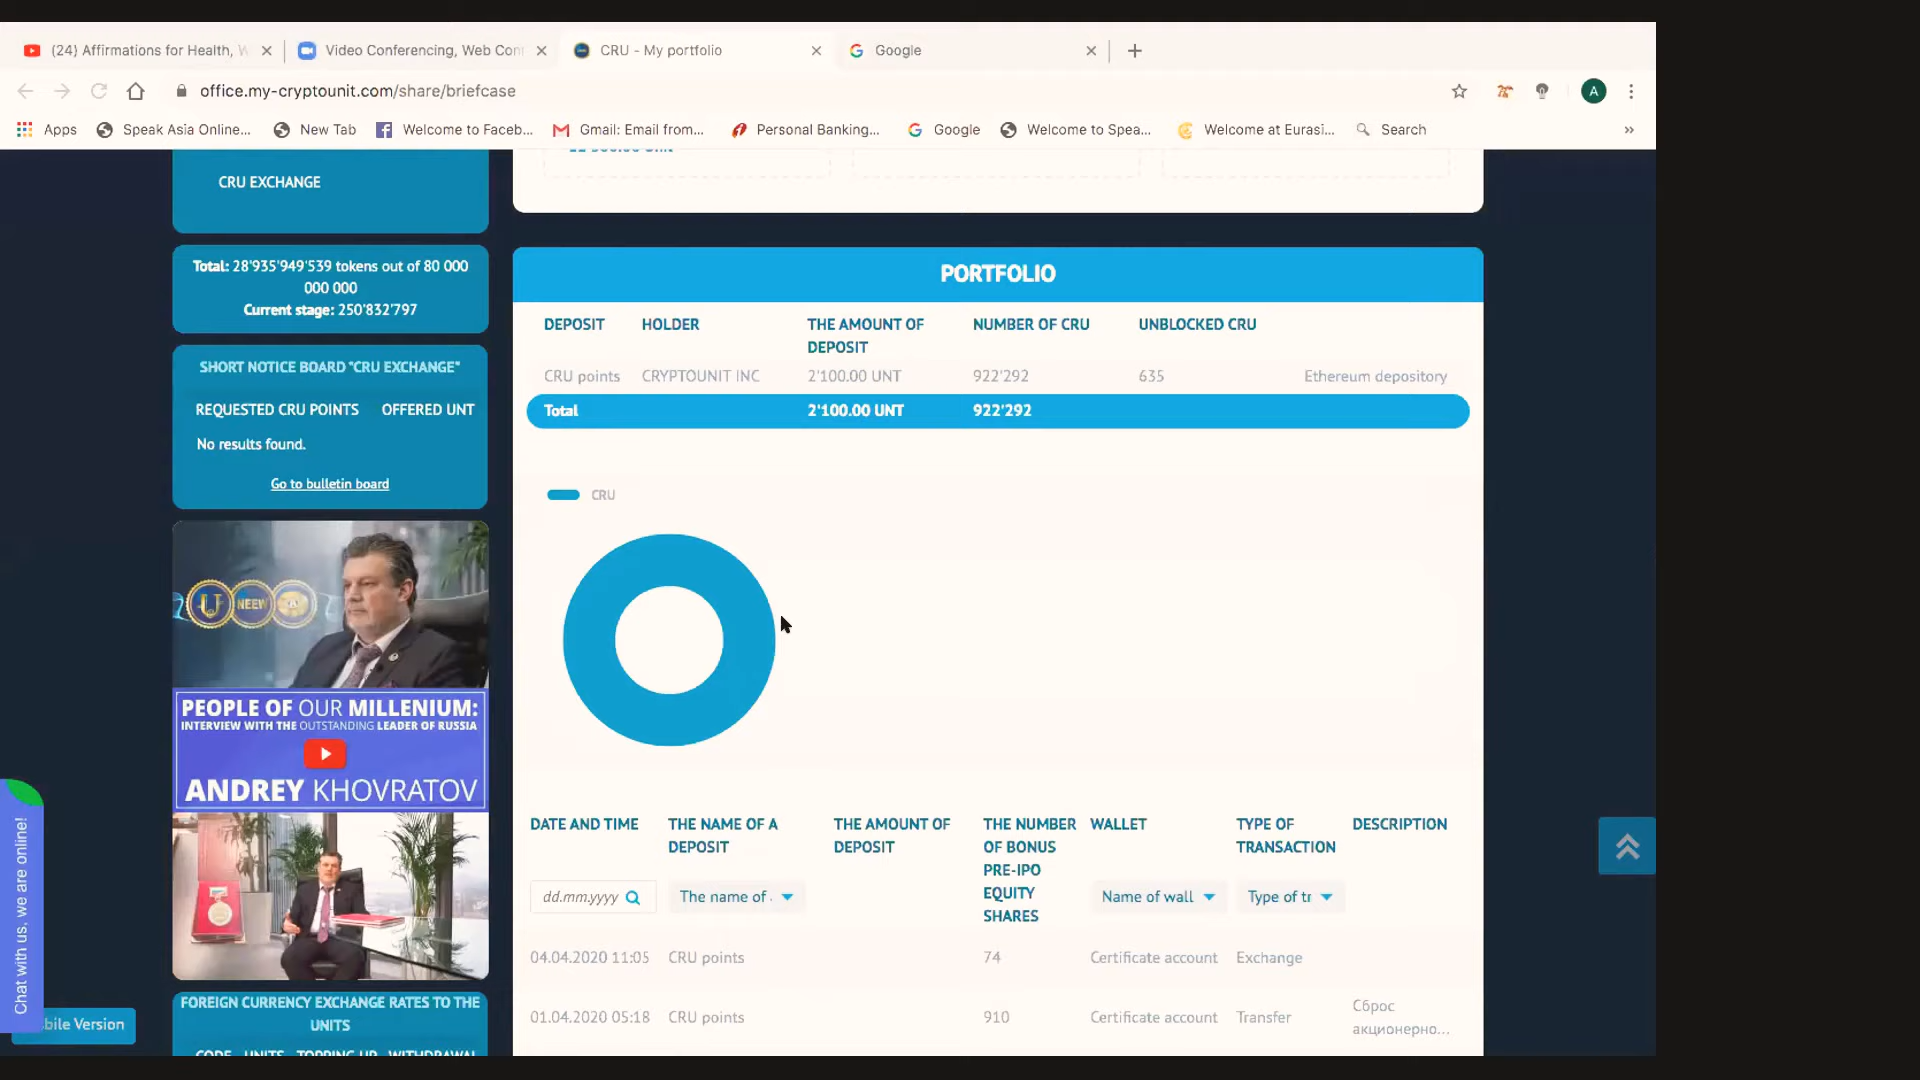 (24) Affirmations for Health, W
Video Conferencing, Web Con
CRU - My portfolio
Google
office.my-cryptounit.com/share/briefcase
A
Apps
Speak Asia Online...
New Tab
Welcome to Faceb...
Gmail: Email from...
Personal Banking...
Google
Welcome to Spea...
Welcome at Eurasi...
Search
CRU EXCHANGE
Total: 28'935'949'539 tokens out of 80 000
000 000
Current stage: 250'832'797
SHORT NOTICE BOARD "CRU EXCHANGE"
REQUESTED CRU POINTS OFFERED UNT
No results found.
Go to bulletin board
NEEW
PEOPLE OF OUR MILLENIUM:
INTERVIEW WITH THE OUTSTANDING LEADER OF RUSSIA
ANDREY KHOVRATOV
FOREIGN CURRENCY EXCHANGE RATES TO THE
UNITS
CODE UNITS TOPPING UP WITHDRAWAL
Chat with us, we are online!
bile Version
PORTFOLIO
DEPOSIT HOLDER THE AMOUNT OF NUMBER OF CRU UNBLOCKED CRU
DEPOSIT
CRU points CRYPTOUNIT INC 2'100.00 UNT 922'292 635 Ethereum depository
Total 2'100.00 UNT 922'292
CRU
DATE AND TIME THE NAME OF A THE AMOUNT OF THE NUMBER WALLET TYPE OF DESCRIPTION
DEPOSIT DEPOSIT OF BONUS TRANSACTION
PRE-IPO
EQUITY
SHARES
dd.mm.yyyy The name of Name of wall Type of tr
04.04.2020 11:05 CRU points 74 Certificate account Exchange
01.04.2020 05:18 CRU points 910 Certificate account Transfer Сброс
акционерно...